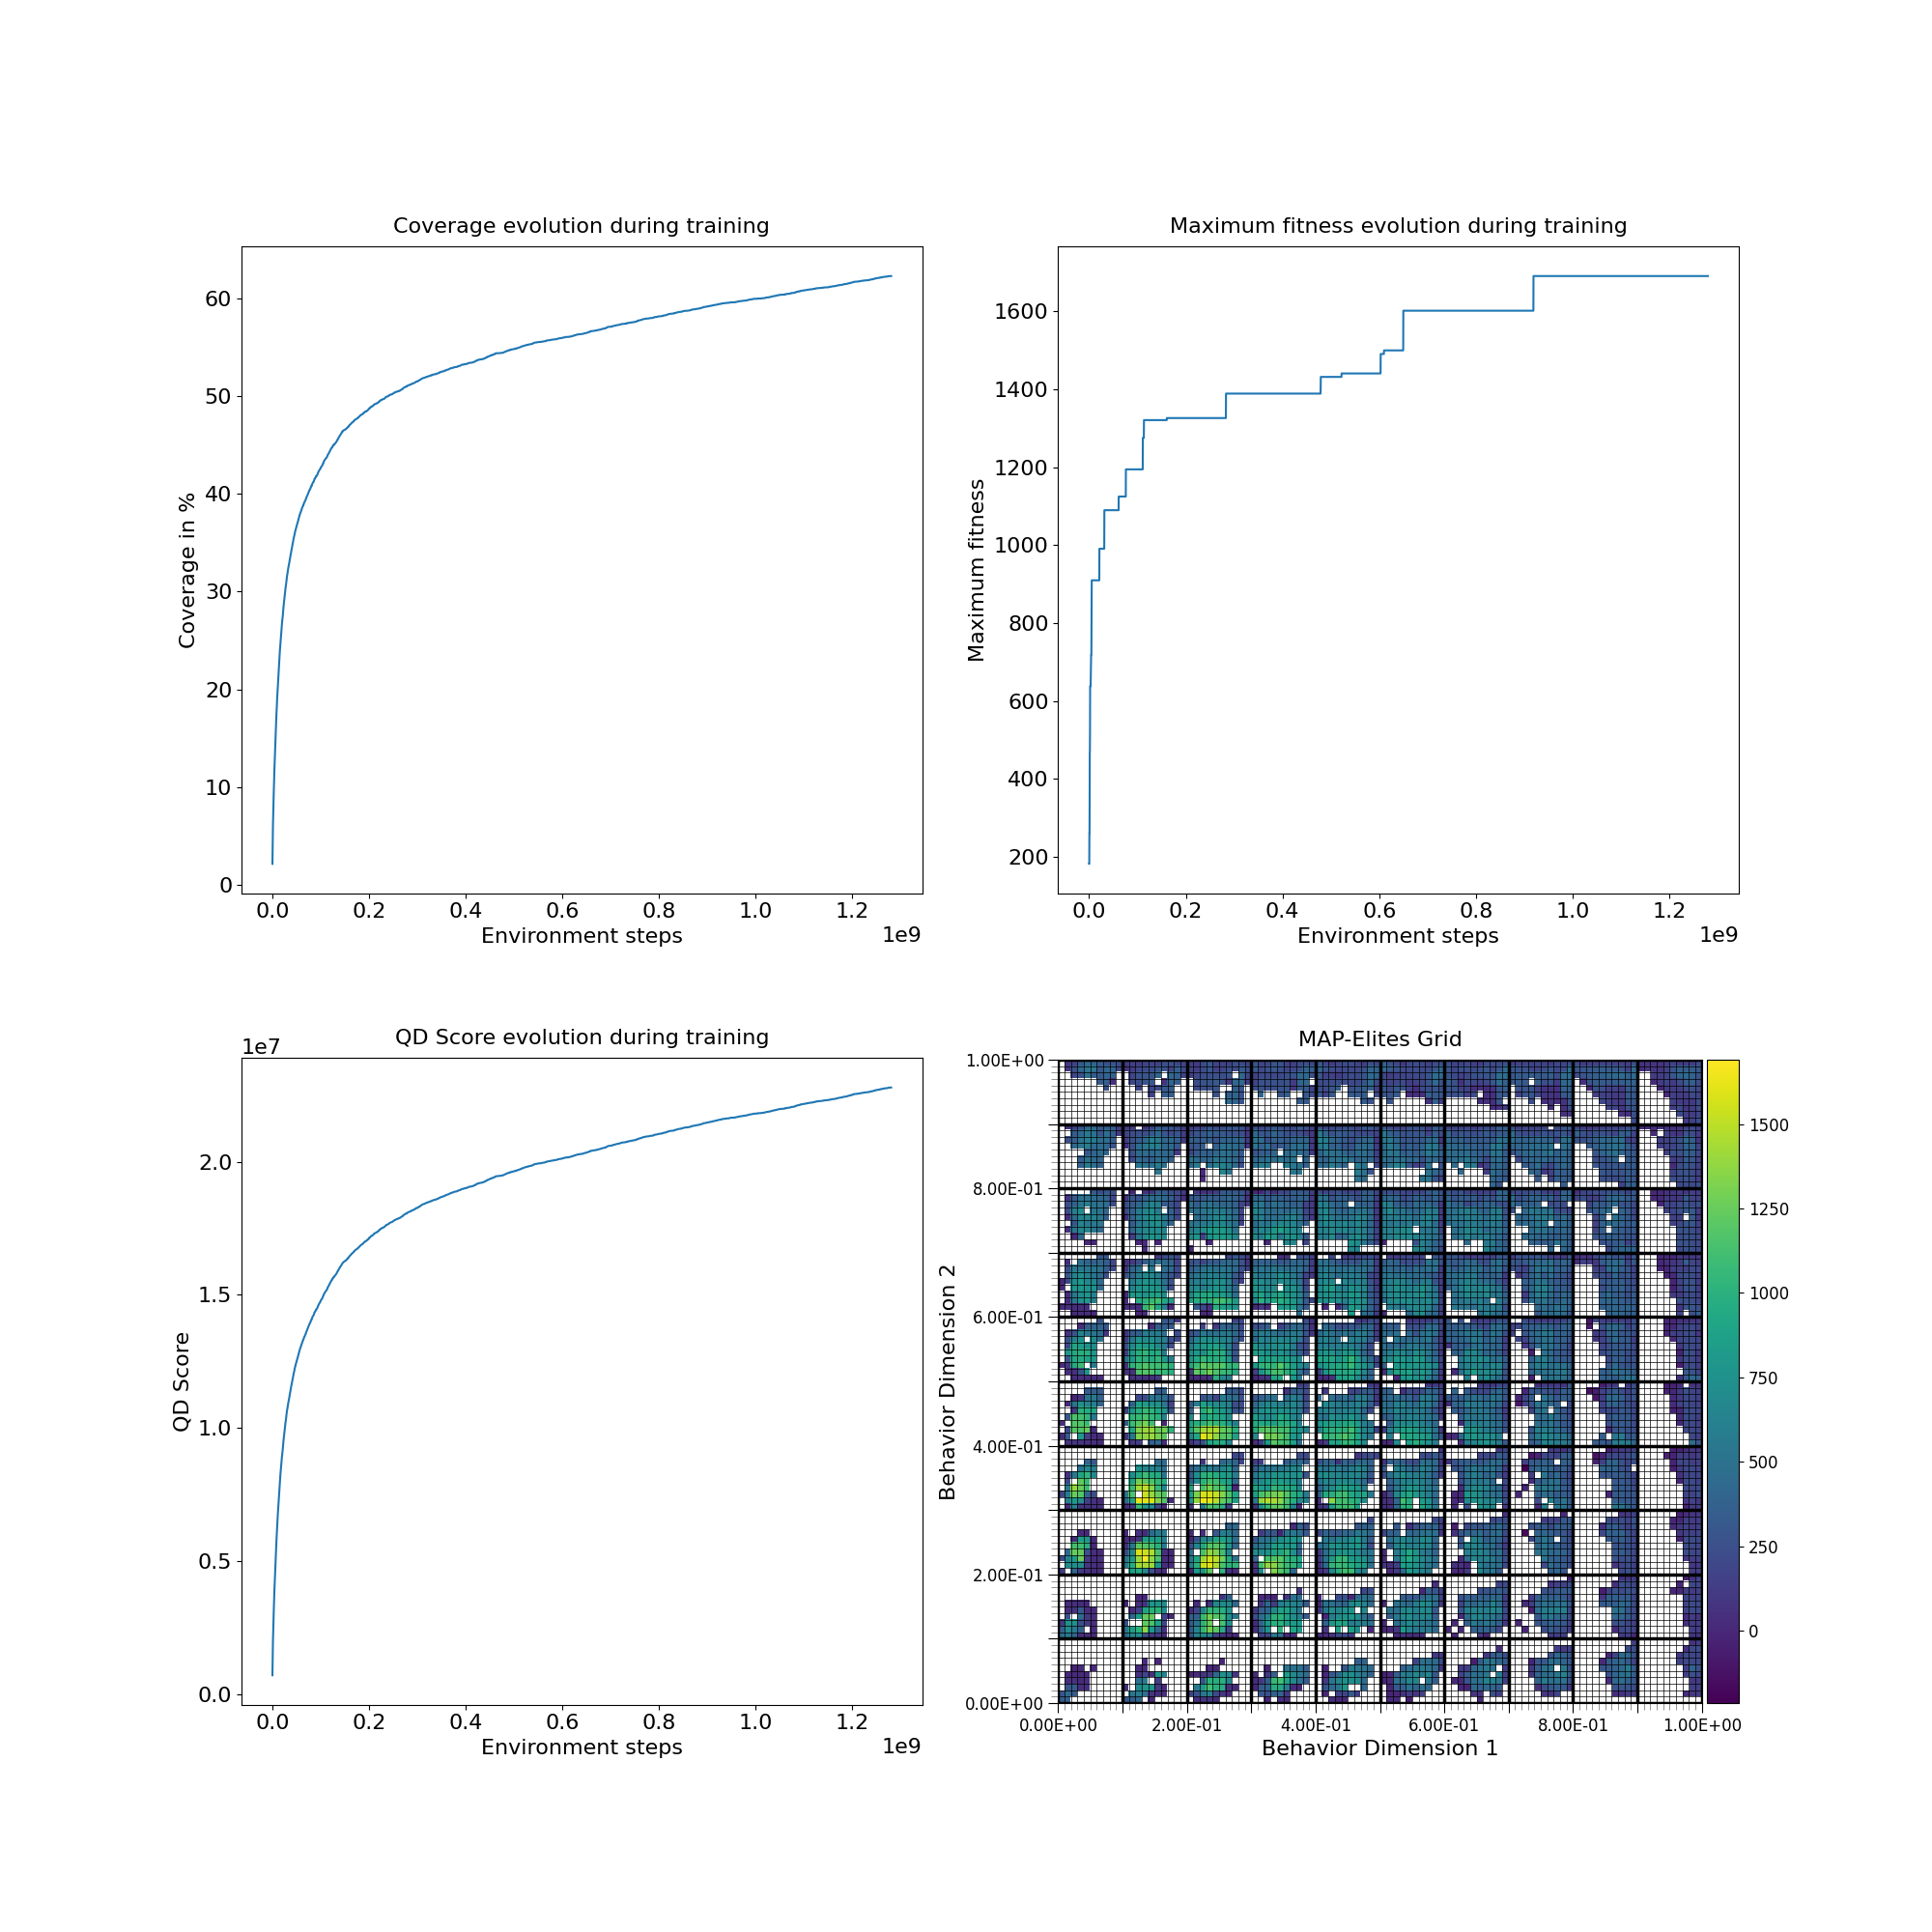 Coverage evolution during training
Coverage in %
60
50
40
30
20
10
0
0.0 0.2 0.4 0.6 0.8 1.0 1.2
Environment steps 1e9
Maximum fitness evolution during training
Maximum fitness
1600
1400
1200
1000
800
600
400
200
0.0 0.2 0.4 0.6 0.8 1.0 1.2
Environment steps 1e9
QD Score evolution during training
1e7
QD Score
2.0
1.5
1.0
0.5
0.0
0.0 0.2 0.4 0.6 0.8 1.0 1.2
Environment steps 1e9
MAP-Elites Grid
Behavior Dimension 2
1.00E+00
8.00E-01
6.00E-01
4.00E-01
2.00E-01
0.00E+00
0.00E+00 2.00E-01 4.00E-01 6.00E-01 8.00E-01 1.00E+00
Behavior Dimension 1
1500
1250
1000
750
500
250
0